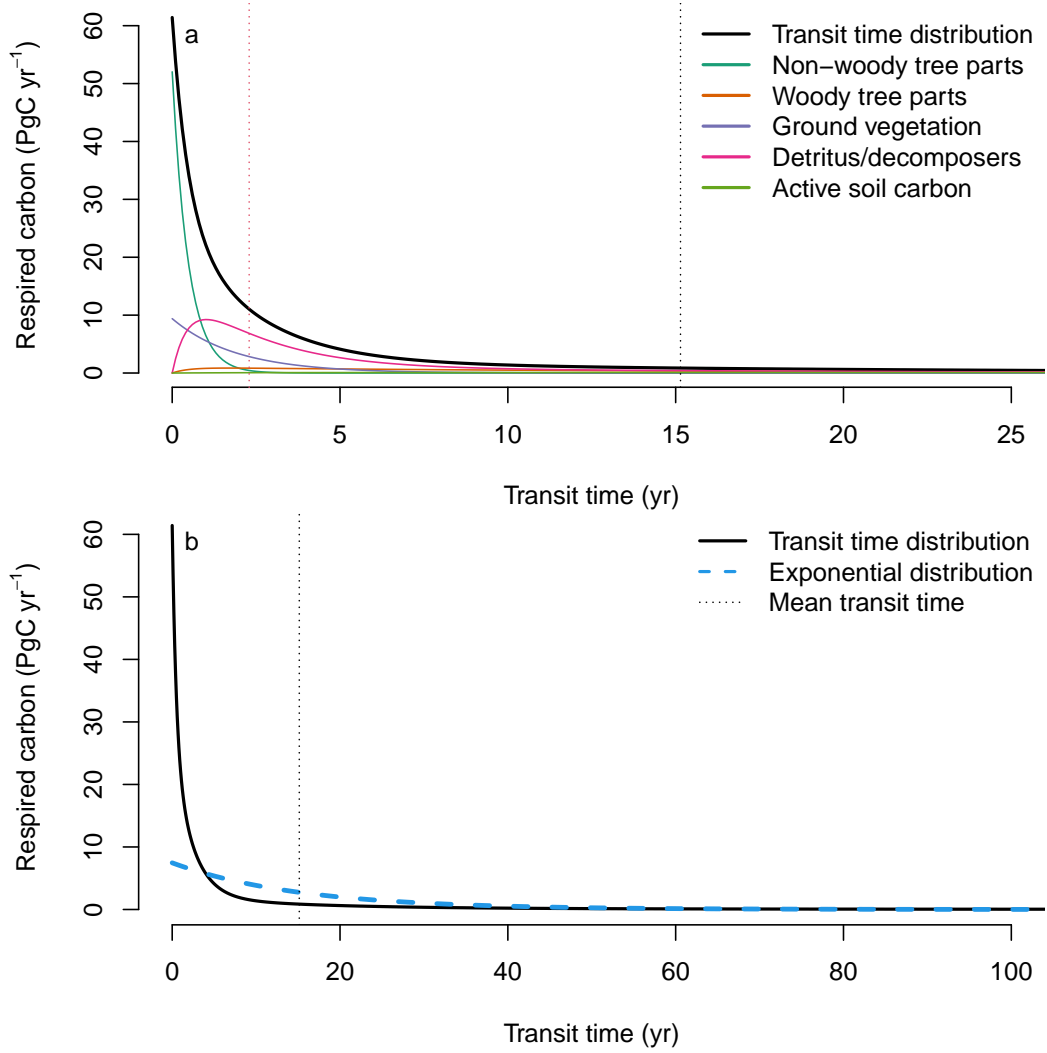 a
Transit time distribution
Non−woody tree parts
Woody tree parts
Ground vegetation
Detritus/decomposers
Active soil carbon
Respired carbon (PgC yr⁻¹)
60
50
40
30
20
10
0
0 5 10 15 20 25
Transit time (yr)
b
Transit time distribution
Exponential distribution
Mean transit time
Respired carbon (PgC yr⁻¹)
60
50
40
30
20
10
0
0 20 40 60 80 100
Transit time (yr)